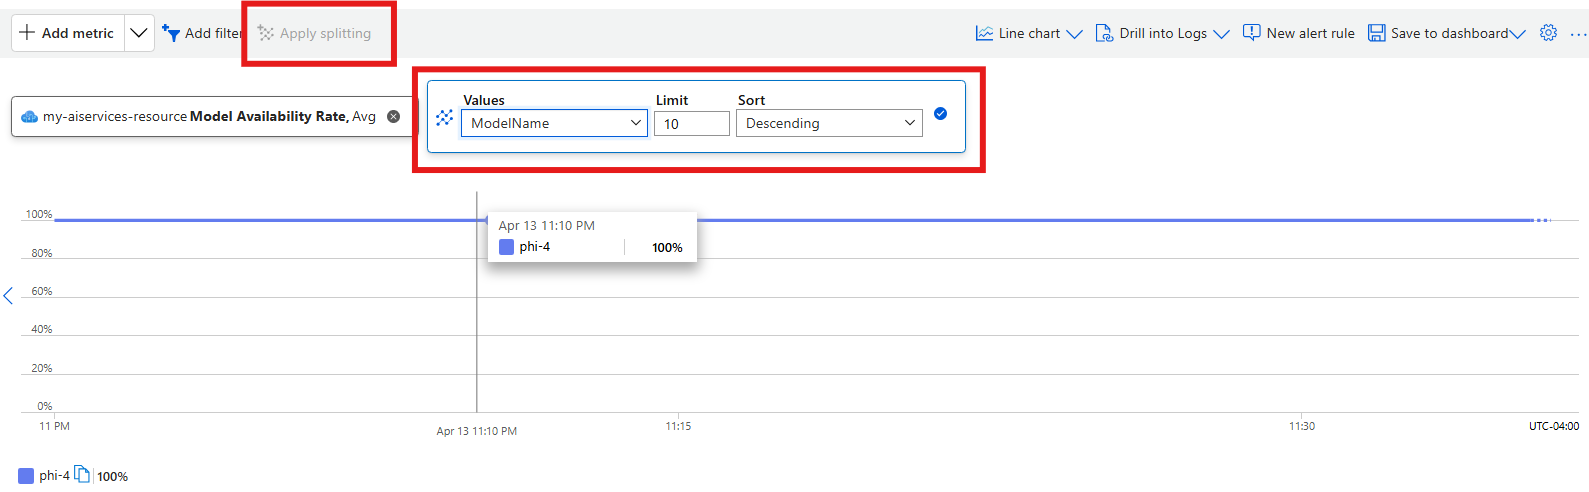 Add metric
Add filter
Apply splitting
Line chart
Drill into Logs
New alert rule
Save to dashboard
my-aiservices-resource Model Availability Rate, Avg
Values
Limit
Sort
ModelName
10
Descending
100%
80%
60%
40%
20%
0%
Apr 13 11:10 PM
phi-4
100%
11 PM
Apr 13 11:10 PM
11:15
11:30
UTC-04:00
phi-4
100%